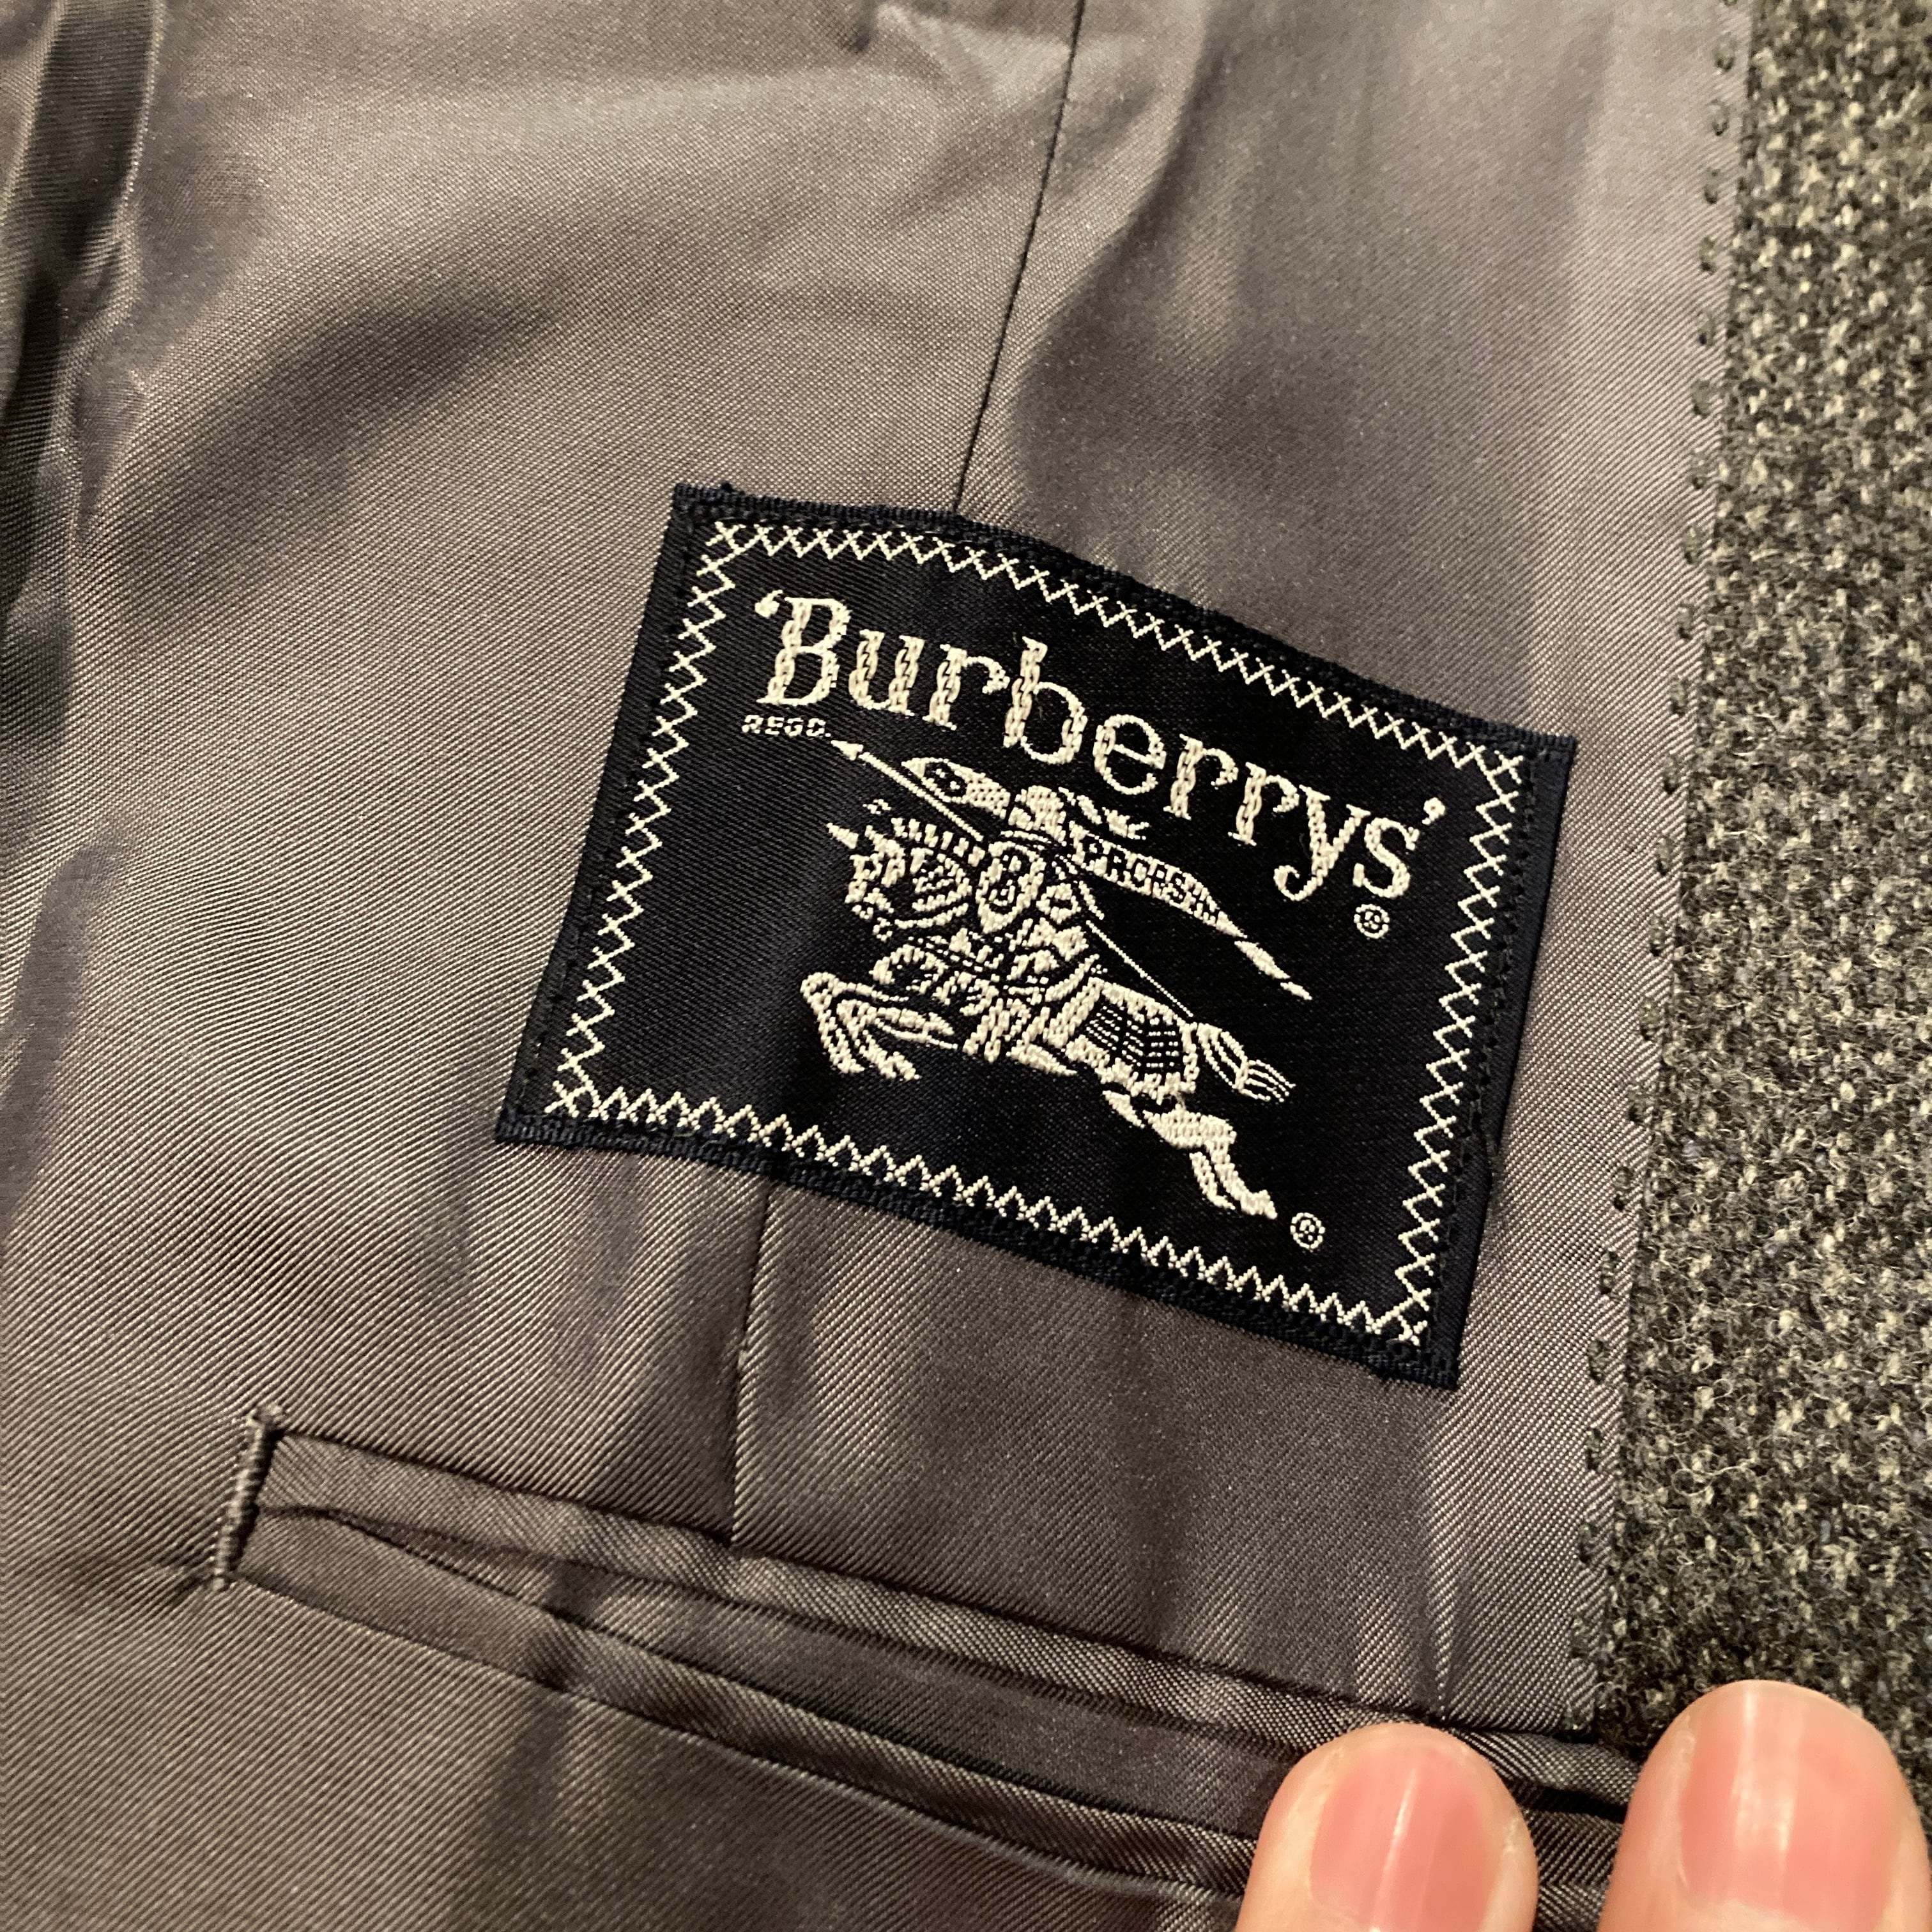 'Burberrys'
REGD.
PRORSUM
®
®